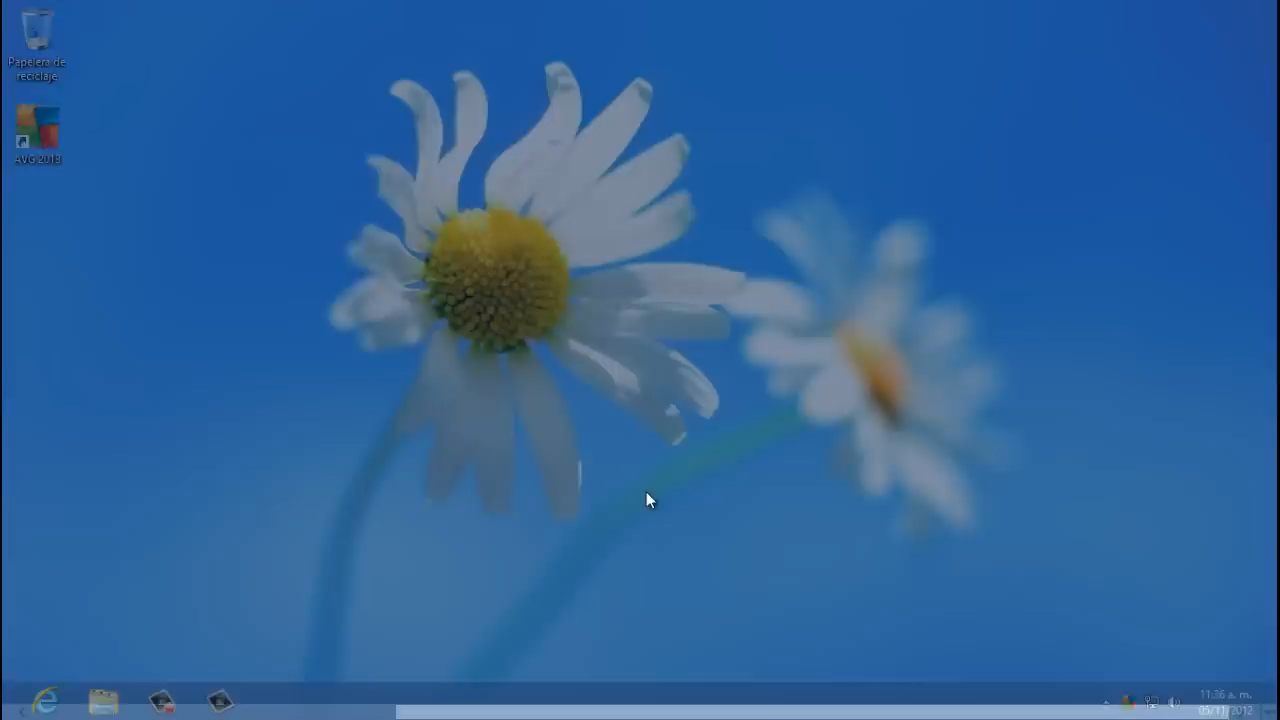 Papelera de
reciclaje
AVG 2013
11:36 a. m.
05/11/2012